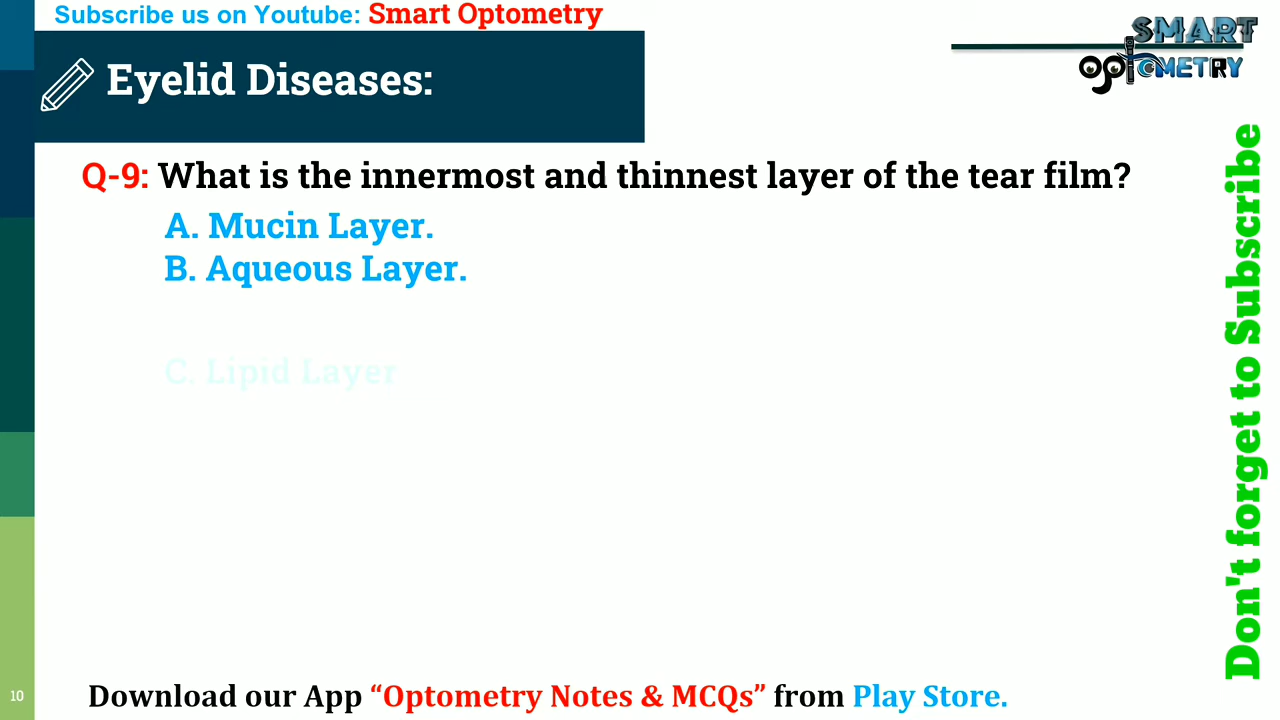 Subscribe us on Youtube: Smart Optometry
SMART
OptOMETRY
Eyelid Diseases:
Q-9: What is the innermost and thinnest layer of the tear film?
A. Mucin Layer.
B. Aqueous Layer.
C. Lipid Layer
Don't forget to Subscribe
10
Download our App “Optometry Notes & MCQs” from Play Store.